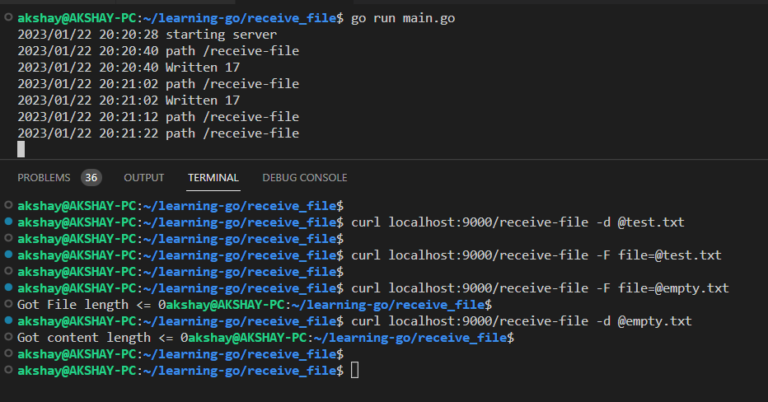 akshay@AKSHAY-PC:~/learning-go/receive_file$ go run main.go
2023/01/22 20:20:28 starting server
2023/01/22 20:20:40 path /receive-file
2023/01/22 20:20:40 Written 17
2023/01/22 20:21:02 path /receive-file
2023/01/22 20:21:02 Written 17
2023/01/22 20:21:12 path /receive-file
2023/01/22 20:21:22 path /receive-file
PROBLEMS 36 OUTPUT TERMINAL DEBUG CONSOLE
akshay@AKSHAY-PC:~/learning-go/receive_file$
akshay@AKSHAY-PC:~/learning-go/receive_file$ curl localhost:9000/receive-file -d @test.txt
akshay@AKSHAY-PC:~/learning-go/receive_file$
akshay@AKSHAY-PC:~/learning-go/receive_file$ curl localhost:9000/receive-file -F file=@test.txt
akshay@AKSHAY-PC:~/learning-go/receive_file$
akshay@AKSHAY-PC:~/learning-go/receive_file$ curl localhost:9000/receive-file -F file=@empty.txt
Got File length <= 0akshay@AKSHAY-PC:~/learning-go/receive_file$
akshay@AKSHAY-PC:~/learning-go/receive_file$ curl localhost:9000/receive-file -d @empty.txt
Got content length <= 0akshay@AKSHAY-PC:~/learning-go/receive_file$
akshay@AKSHAY-PC:~/learning-go/receive_file$
akshay@AKSHAY-PC:~/learning-go/receive_file$